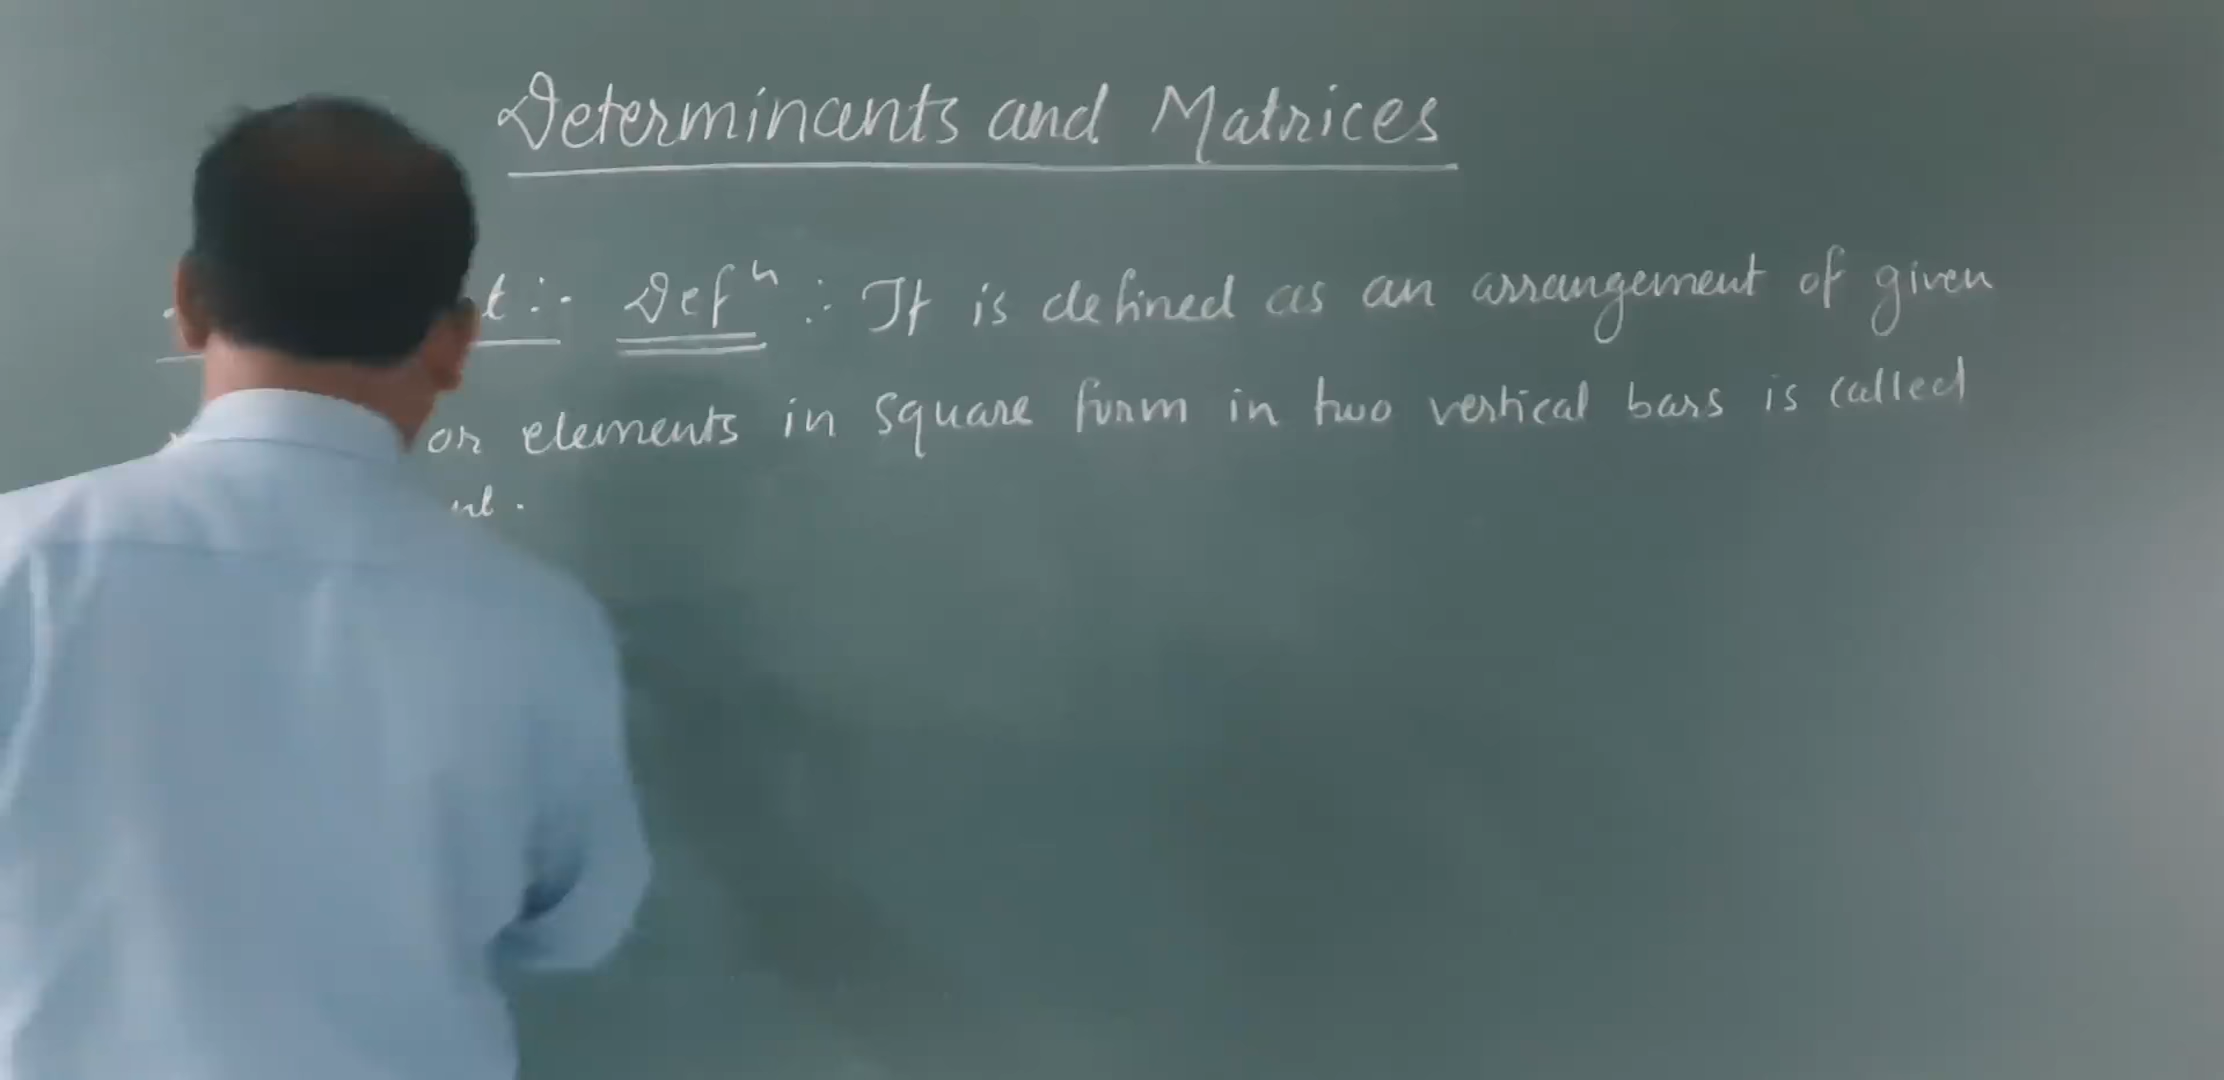 Determinants and Matrices
t :- Defⁿ : It is defined as an arrangement of given
or elements in square form in two vertical bars is called